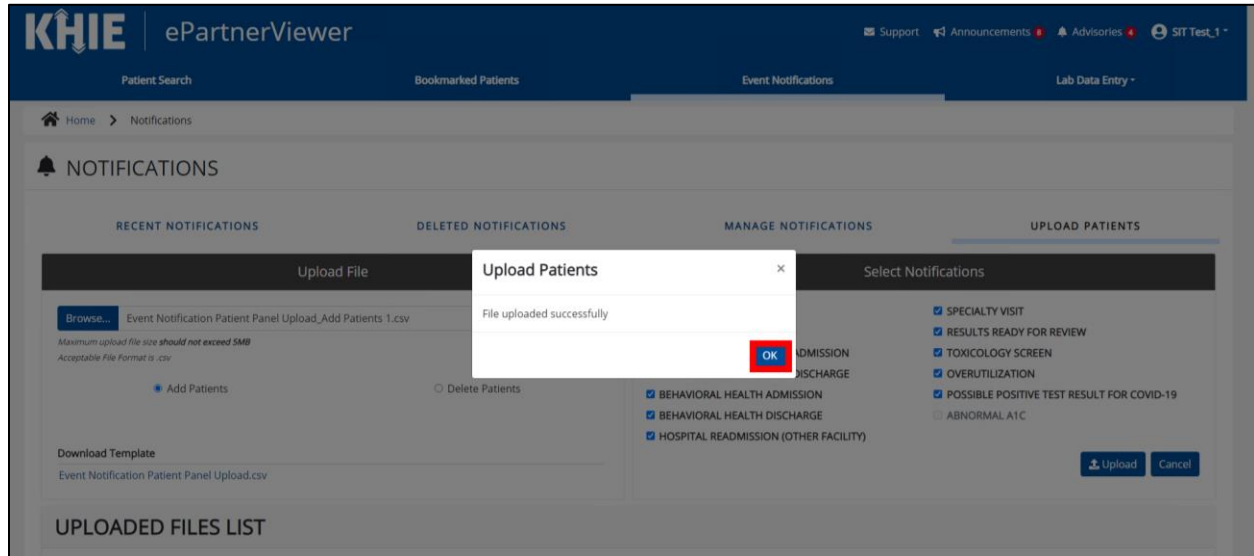 KHIE ePartnerViewer
Support Announcements 8 Advisories 4 SIT Test_1
Patient Search Bookmarked Patients Event Notifications Lab Data Entry
Home > Notifications
NOTIFICATIONS
RECENT NOTIFICATIONS DELETED NOTIFICATIONS MANAGE NOTIFICATIONS UPLOAD PATIENTS
Upload File
Browse... Event Notification Patient Panel Upload_Add Patients 1.csv
Maximum upload file size should not exceed 5MB
Acceptable File Format is .csv
Add Patients Delete Patients
Download Template
Event Notification Patient Panel Upload.csv
Upload Patients ×
File uploaded successfully
OK
Select Notifications
ADMISSION
DISCHARGE
BEHAVIORAL HEALTH ADMISSION
BEHAVIORAL HEALTH DISCHARGE
HOSPITAL READMISSION (OTHER FACILITY)
SPECIALTY VISIT
RESULTS READY FOR REVIEW
TOXICOLOGY SCREEN
OVERUTILIZATION
POSSIBLE POSITIVE TEST RESULT FOR COVID-19
ABNORMAL A1C
Upload Cancel
UPLOADED FILES LIST